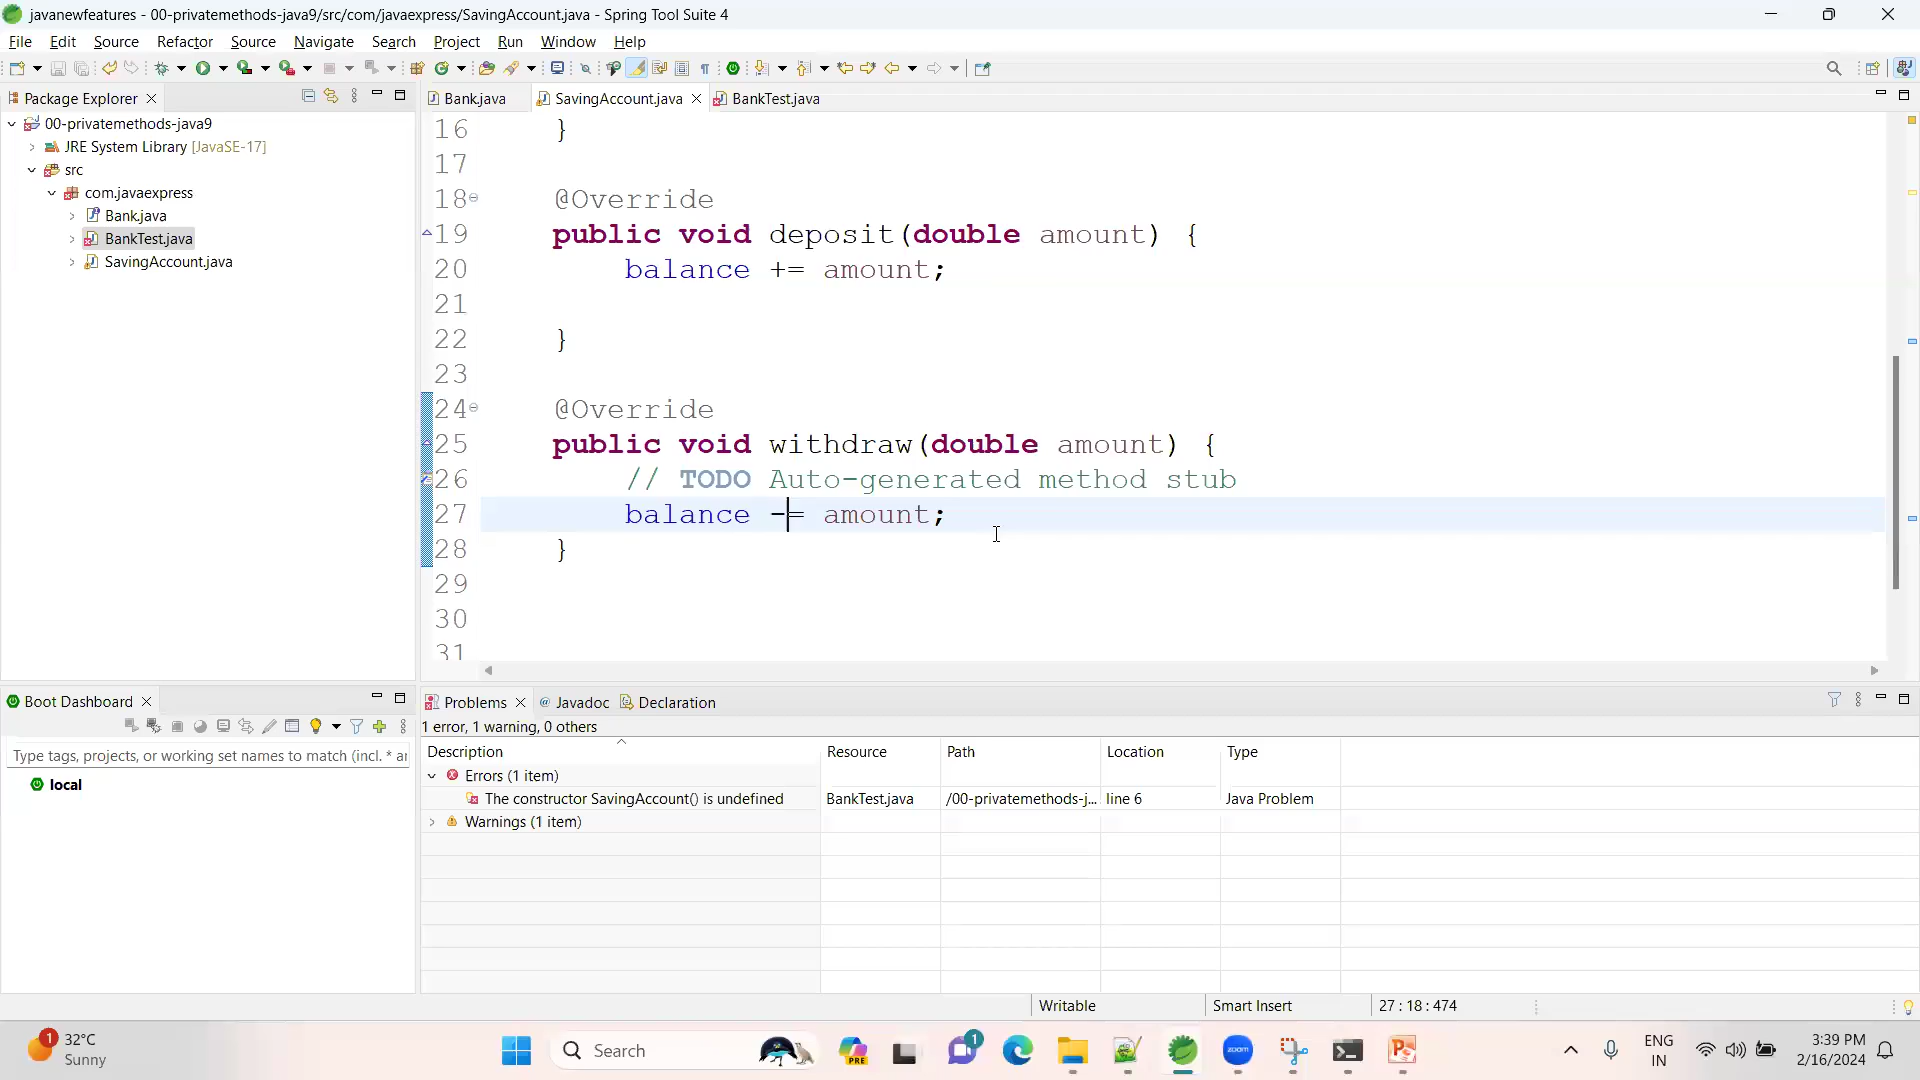 javanewfeatures - 00-privatemethods-java9/src/com/javaexpress/SavingAccount.java - Spring Tool Suite 4
File Edit Source Refactor Source Navigate Search Project Run Window Help
Package Explorer
Bank.java SavingAccount.java BankTest.java
00-privatemethods-java9
JRE System Library [JavaSE-17]
src
com.javaexpress
Bank.java
BankTest.java
SavingAccount.java
16 }
17
18 @Override
19 public void deposit(double amount) {
20 balance += amount;
21
22 }
23
24 @Override
25 public void withdraw(double amount) {
26 // TODO Auto-generated method stub
27 balance -= amount;
28 }
29
30
31
Boot Dashboard
Type tags, projects, or working set names to match (incl. * ar
local
Problems Javadoc Declaration
1 error, 1 warning, 0 others
Description Resource Path Location Type
Errors (1 item)
The constructor SavingAccount() is undefined BankTest.java /00-privatemethods-j... line 6 Java Problem
Warnings (1 item)
Writable Smart Insert 27 : 18 : 474
1 32°C
Sunny
Search
PRE
1
zoom
ENG
IN
3:39 PM
2/16/2024